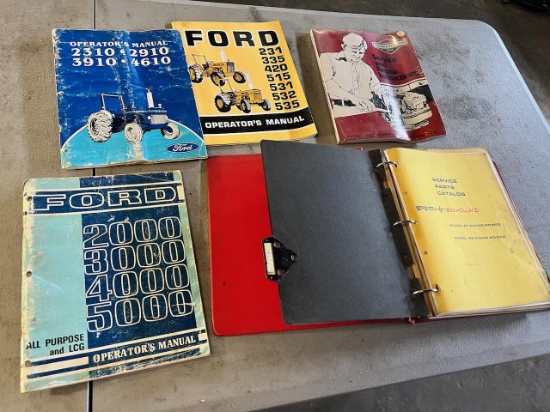 OPERATOR'S MANUAL
2310 • 2910
3910 • 4610
Ford
FORD
231
335
420
515
531
532
535
OPERATOR'S MANUAL
FORD
2000
3000
4000
5000
ALL PURPOSE
and LCG
OPERATOR'S MANUAL
SERVICE
PARTS
CATALOG